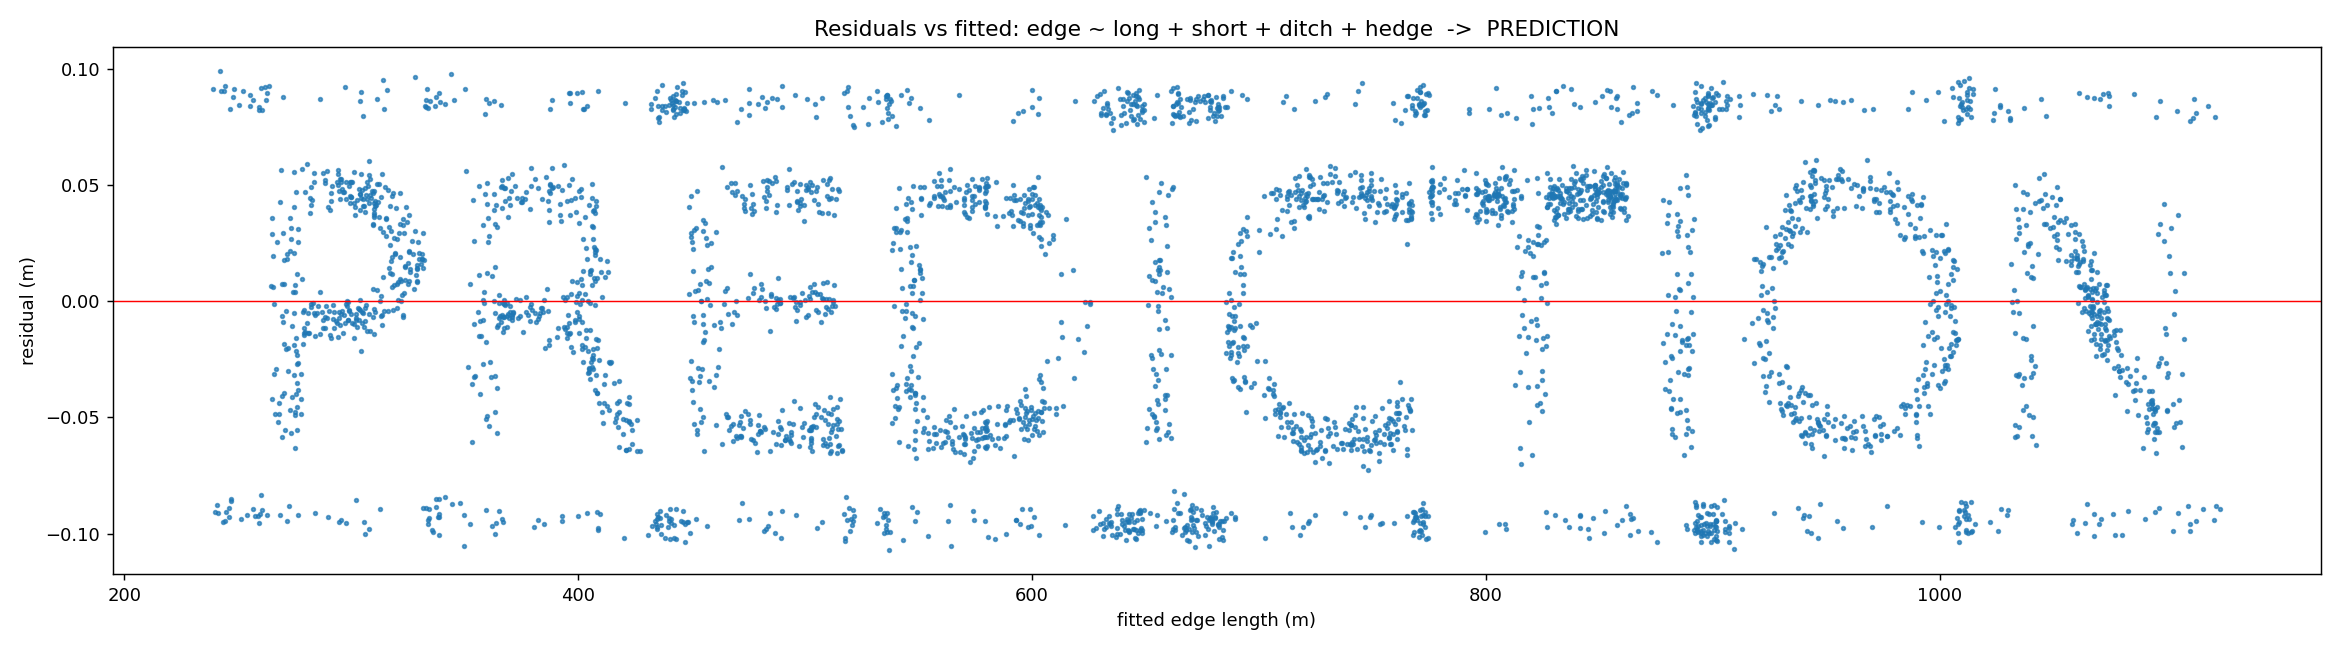 Residuals vs fitted: edge ~ long + short + ditch + hedge -> PREDICTION
0.10
0.05
0.00
−0.05
−0.10
residual (m)
PREDICTION
200 400 600 800 1000
fitted edge length (m)